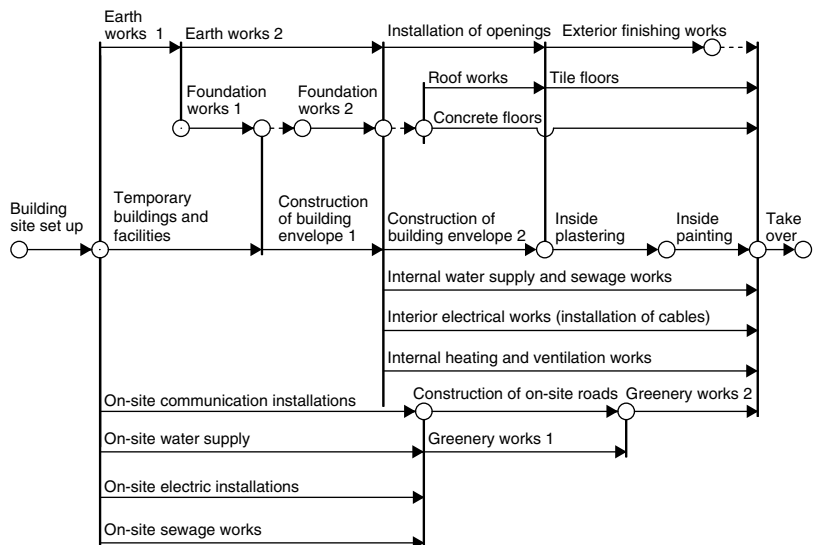 Earth
works 1
Earth works 2
Installation of openings
Exterior finishing works
Foundation
works 1
Foundation
works 2
Roof works
Tile floors
Concrete floors
Building
site set up
Temporary
buildings and
facilities
Construction
of building
envelope 1
Construction of
building envelope 2
Inside
plastering
Inside
painting
Take
over
Internal water supply and sewage works
Interior electrical works (installation of cables)
Internal heating and ventilation works
On-site communication installations
Construction of on-site roads
Greenery works 2
On-site water supply
Greenery works 1
On-site electric installations
On-site sewage works